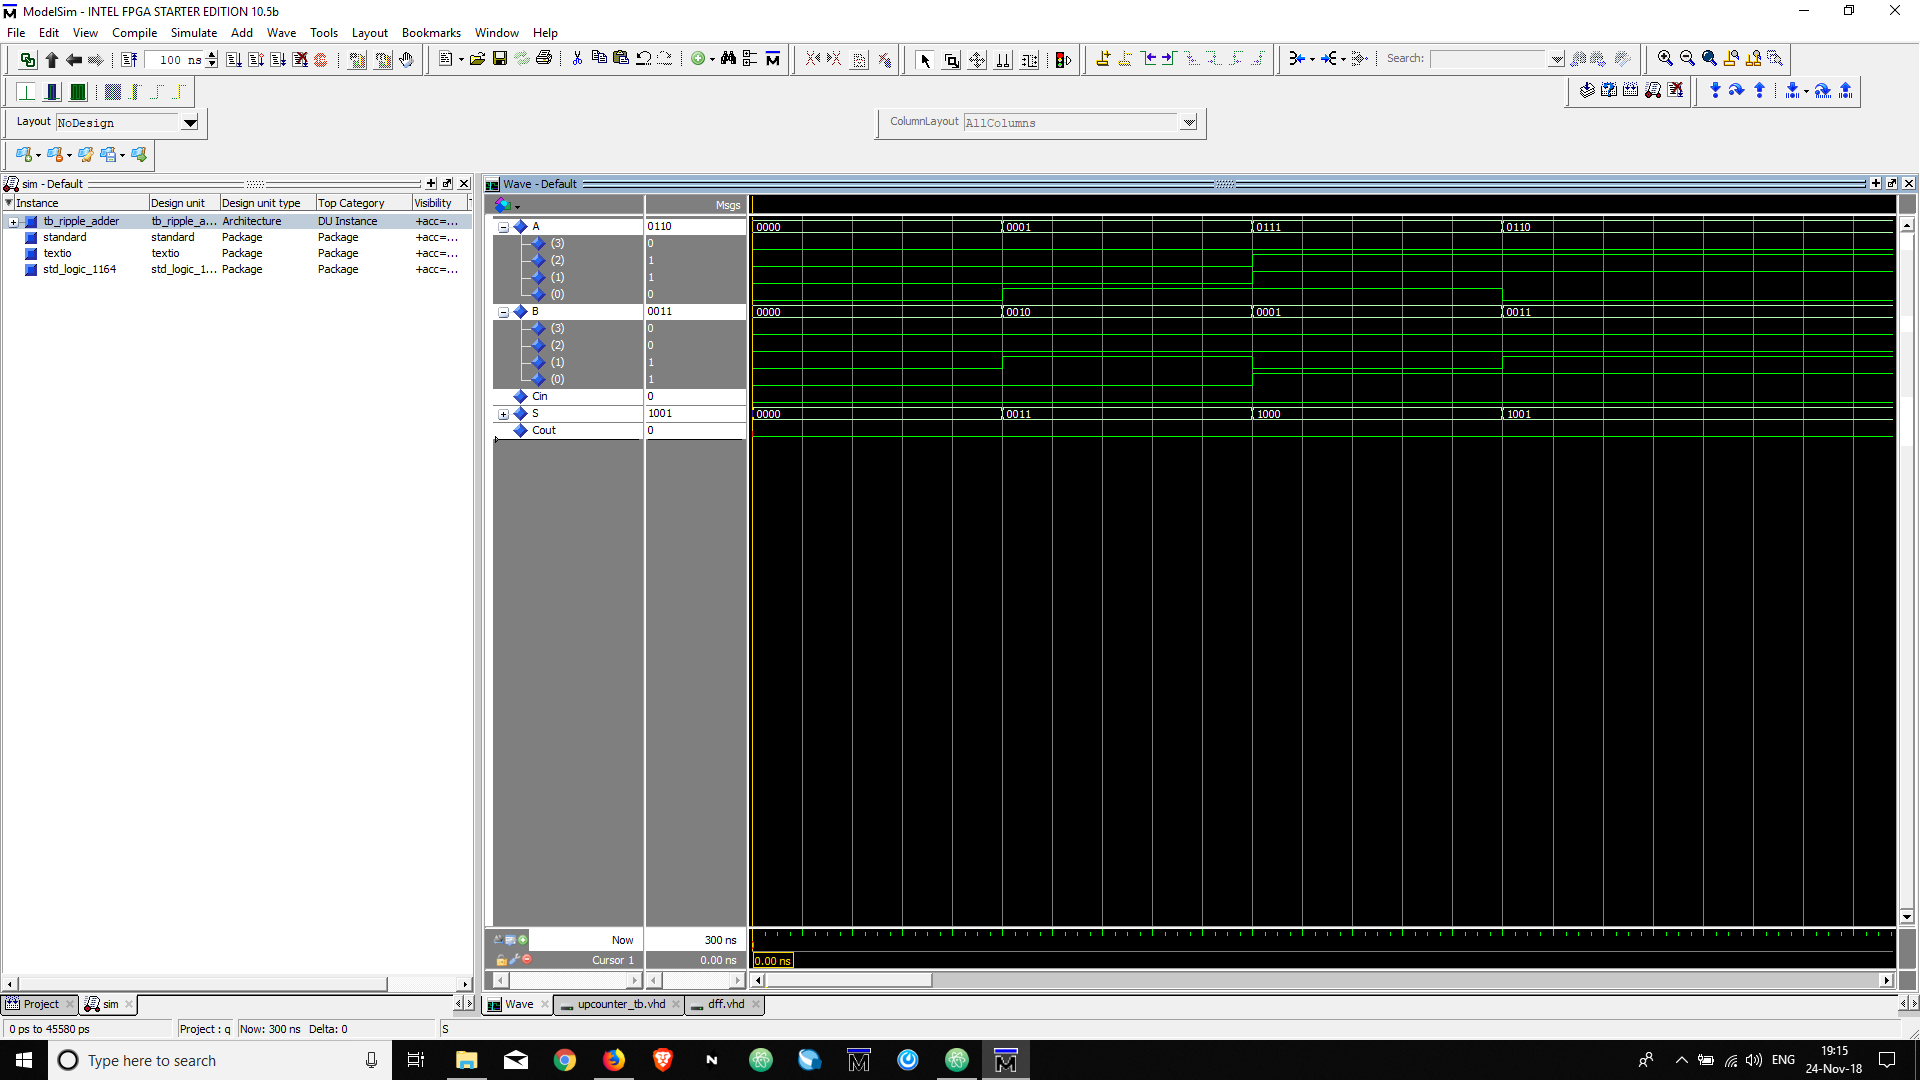 ModelSim - INTEL FPGA STARTER EDITION 10.5b
File Edit View Compile Simulate Add Wave Tools Layout Bookmarks Window Help
100 ns
Search:
Layout NoDesign
ColumnLayout AllColumns
sim - Default
Instance Design unit Design unit type Top Category Visibility
tb_ripple_adder tb_ripple_a... Architecture DU Instance +acc=...
standard standard Package Package +acc=...
textio textio Package Package +acc=...
std_logic_1164 std_logic_1... Package Package +acc=...
Wave - Default
Msgs
A 0110 0000 0001 0111 0110
(3) 0
(2) 1
(1) 1
(0) 0
B 0011 0000 0010 0001 0011
(3) 0
(2) 0
(1) 1
(0) 1
Cin 0
S 1001 0000 0011 1000 1001
Cout 0
Now 300 ns
Cursor 1 0.00 ns 0.00 ns
Project sim
Wave upcounter_tb.vhd dff.vhd
0 ps to 45580 ps Project : q Now: 300 ns Delta: 0 S
Type here to search
ENG
19:15
24-Nov-18